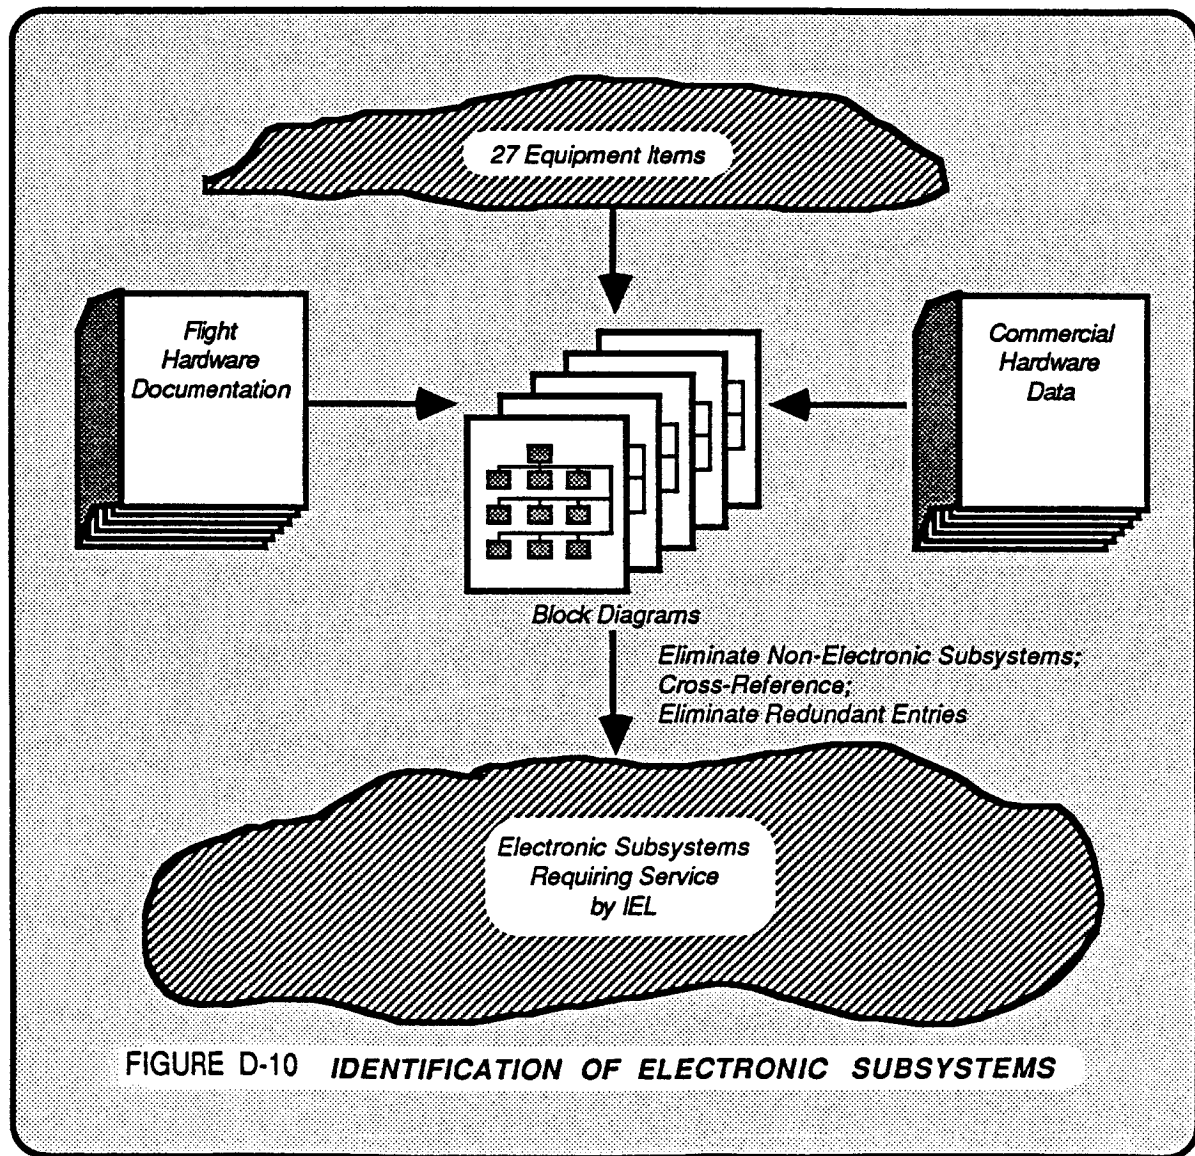 27 Equipment Items
Flight
Hardware
Documentation
Commercial
Hardware
Data
Block Diagrams
Eliminate Non-Electronic Subsystems;
Cross-Reference;
Eliminate Redundant Entries
Electronic Subsystems
Requiring Service
by IEL
FIGURE D-10 IDENTIFICATION OF ELECTRONIC SUBSYSTEMS